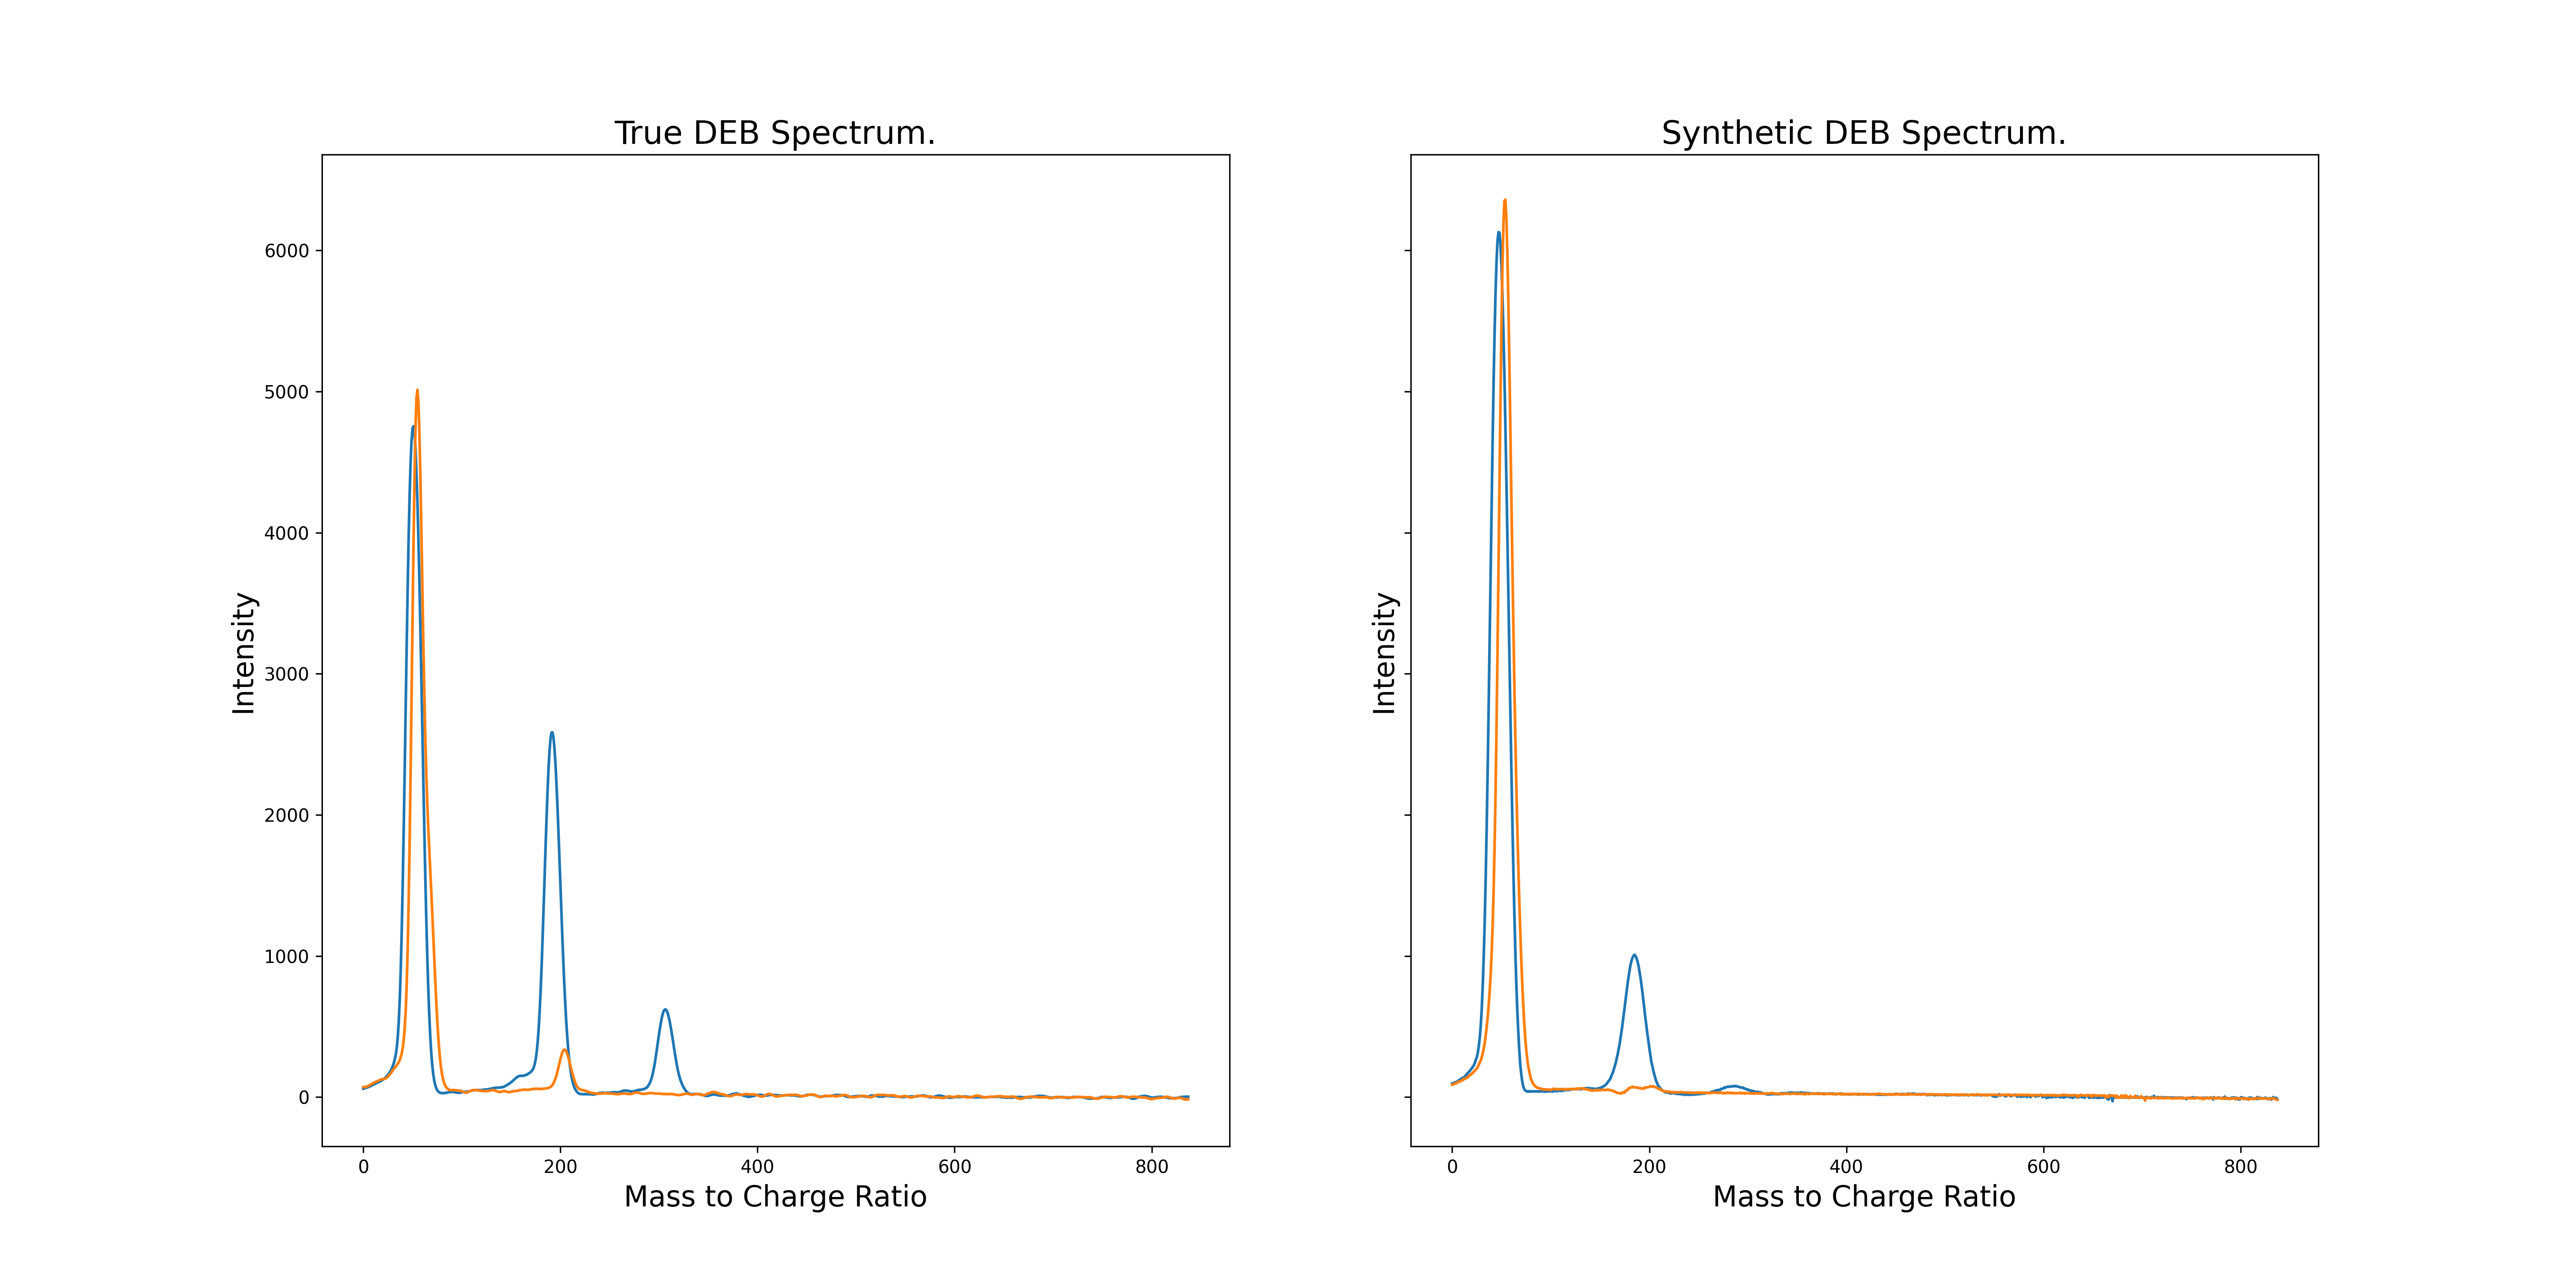 True DEB Spectrum.
Intensity
6000
5000
4000
3000
2000
1000
0
0 200 400 600 800
Mass to Charge Ratio
Synthetic DEB Spectrum.
Intensity
0 200 400 600 800
Mass to Charge Ratio